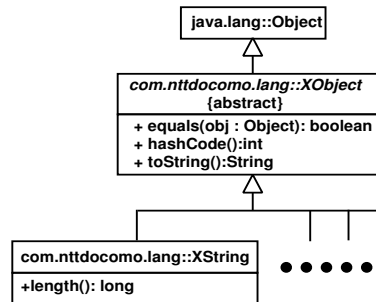 java.lang::Object
com.nttdocomo.lang::XObject
{abstract}
+ equals(obj : Object): boolean
+ hashCode():int
+ toString():String
com.nttdocomo.lang::XString
+length(): long